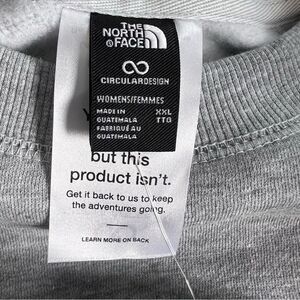 THE
NORTH
FACE
CIRCULARDESIGN
WOMENS/FEMMES
MADE IN XXL
GUATEMALA TTG
FABRIQUÉ AU
GUATEMALA
but this
product isn't.
Get it back to us to keep
the adventures going.
LEARN MORE ON BACK